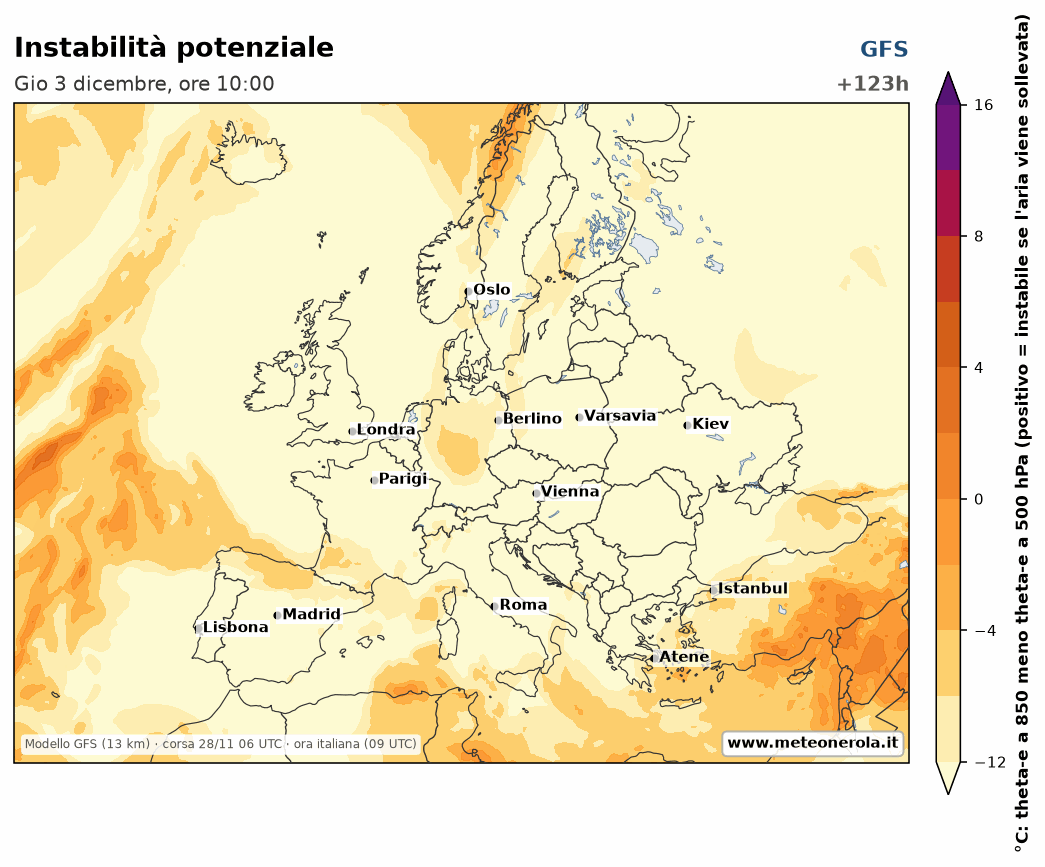 Instabilità potenziale
GFS
Gio 3 dicembre, ore 10:00
+123h
Oslo
Berlino
Varsavia
Kiev
Londra
Parigi
Vienna
Istanbul
Roma
Madrid
Lisbona
Atene
Modello GFS (13 km) · corsa 28/11 06 UTC · ora italiana (09 UTC)
www.meteonerola.it
16
8
4
0
−4
−12
°C: theta-e a 850 meno theta-e a 500 hPa (positivo = instabile se l'aria viene sollevata)